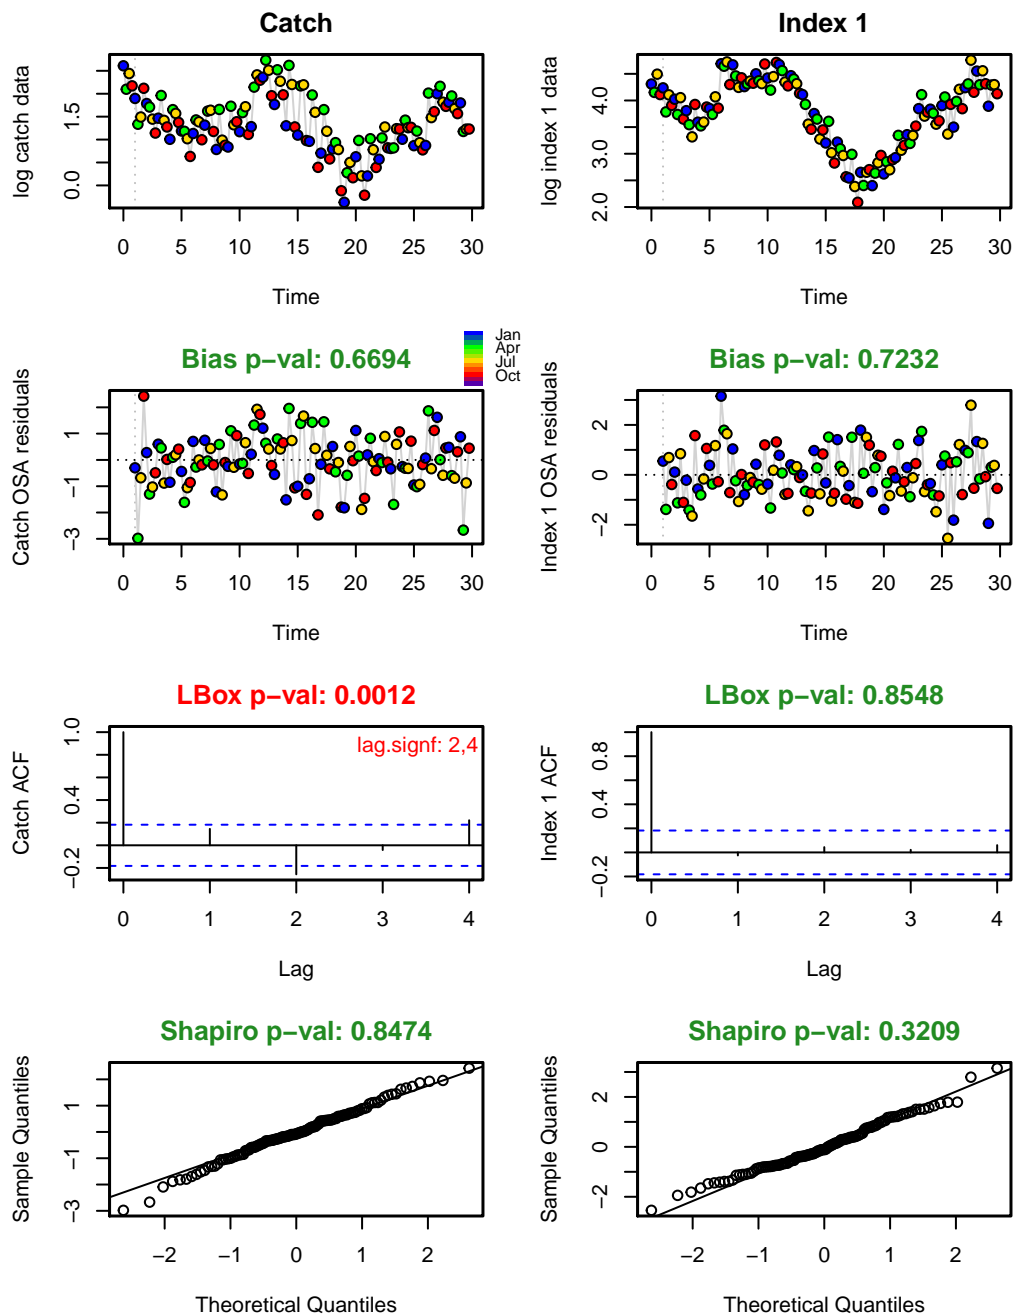 Catch
log catch data
0.0 1.5
0 5 10 15 20 25 30
Time
Index 1
log index 1 data
2.0 3.0 4.0
0 5 10 15 20 25 30
Time
Bias p−val: 0.6694
Jan
Apr
Jul
Oct
Catch OSA residuals
−3 −1 1
0 5 10 15 20 25 30
Time
Bias p−val: 0.7232
Index 1 OSA residuals
−2 0 2
0 5 10 15 20 25 30
Time
LBox p−val: 0.0012
lag.signf: 2,4
Catch ACF
−0.2 0.4 1.0
0 1 2 3 4
Lag
LBox p−val: 0.8548
Index 1 ACF
−0.2 0.4 0.8
0 1 2 3 4
Lag
Shapiro p−val: 0.8474
Sample Quantiles
−3 −1 1
−2 −1 0 1 2
Theoretical Quantiles
Shapiro p−val: 0.3209
Sample Quantiles
−2 0 2
−2 −1 0 1 2
Theoretical Quantiles